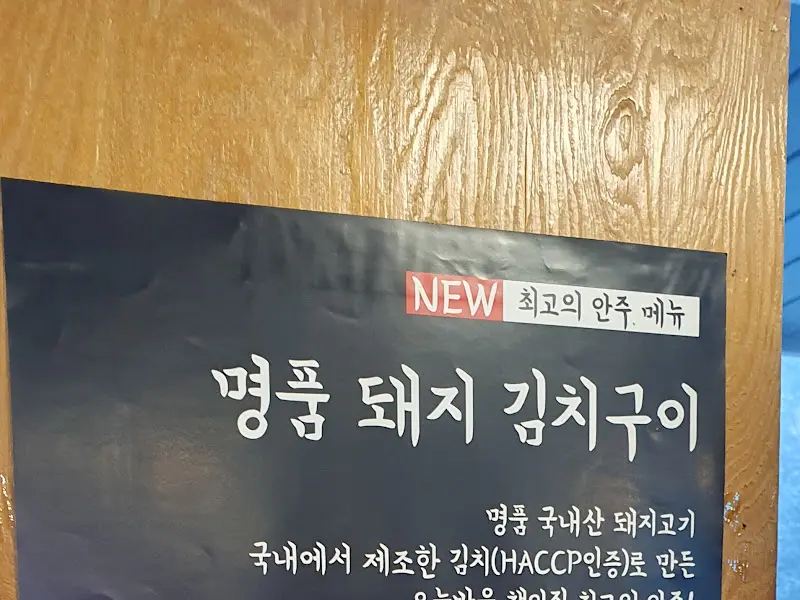 NEW 최고의 안주. 메뉴
명품 돼지 김치구이
명품 국내산 돼지고기
국내에서 제조한 김치(HACCP인증)로 만든